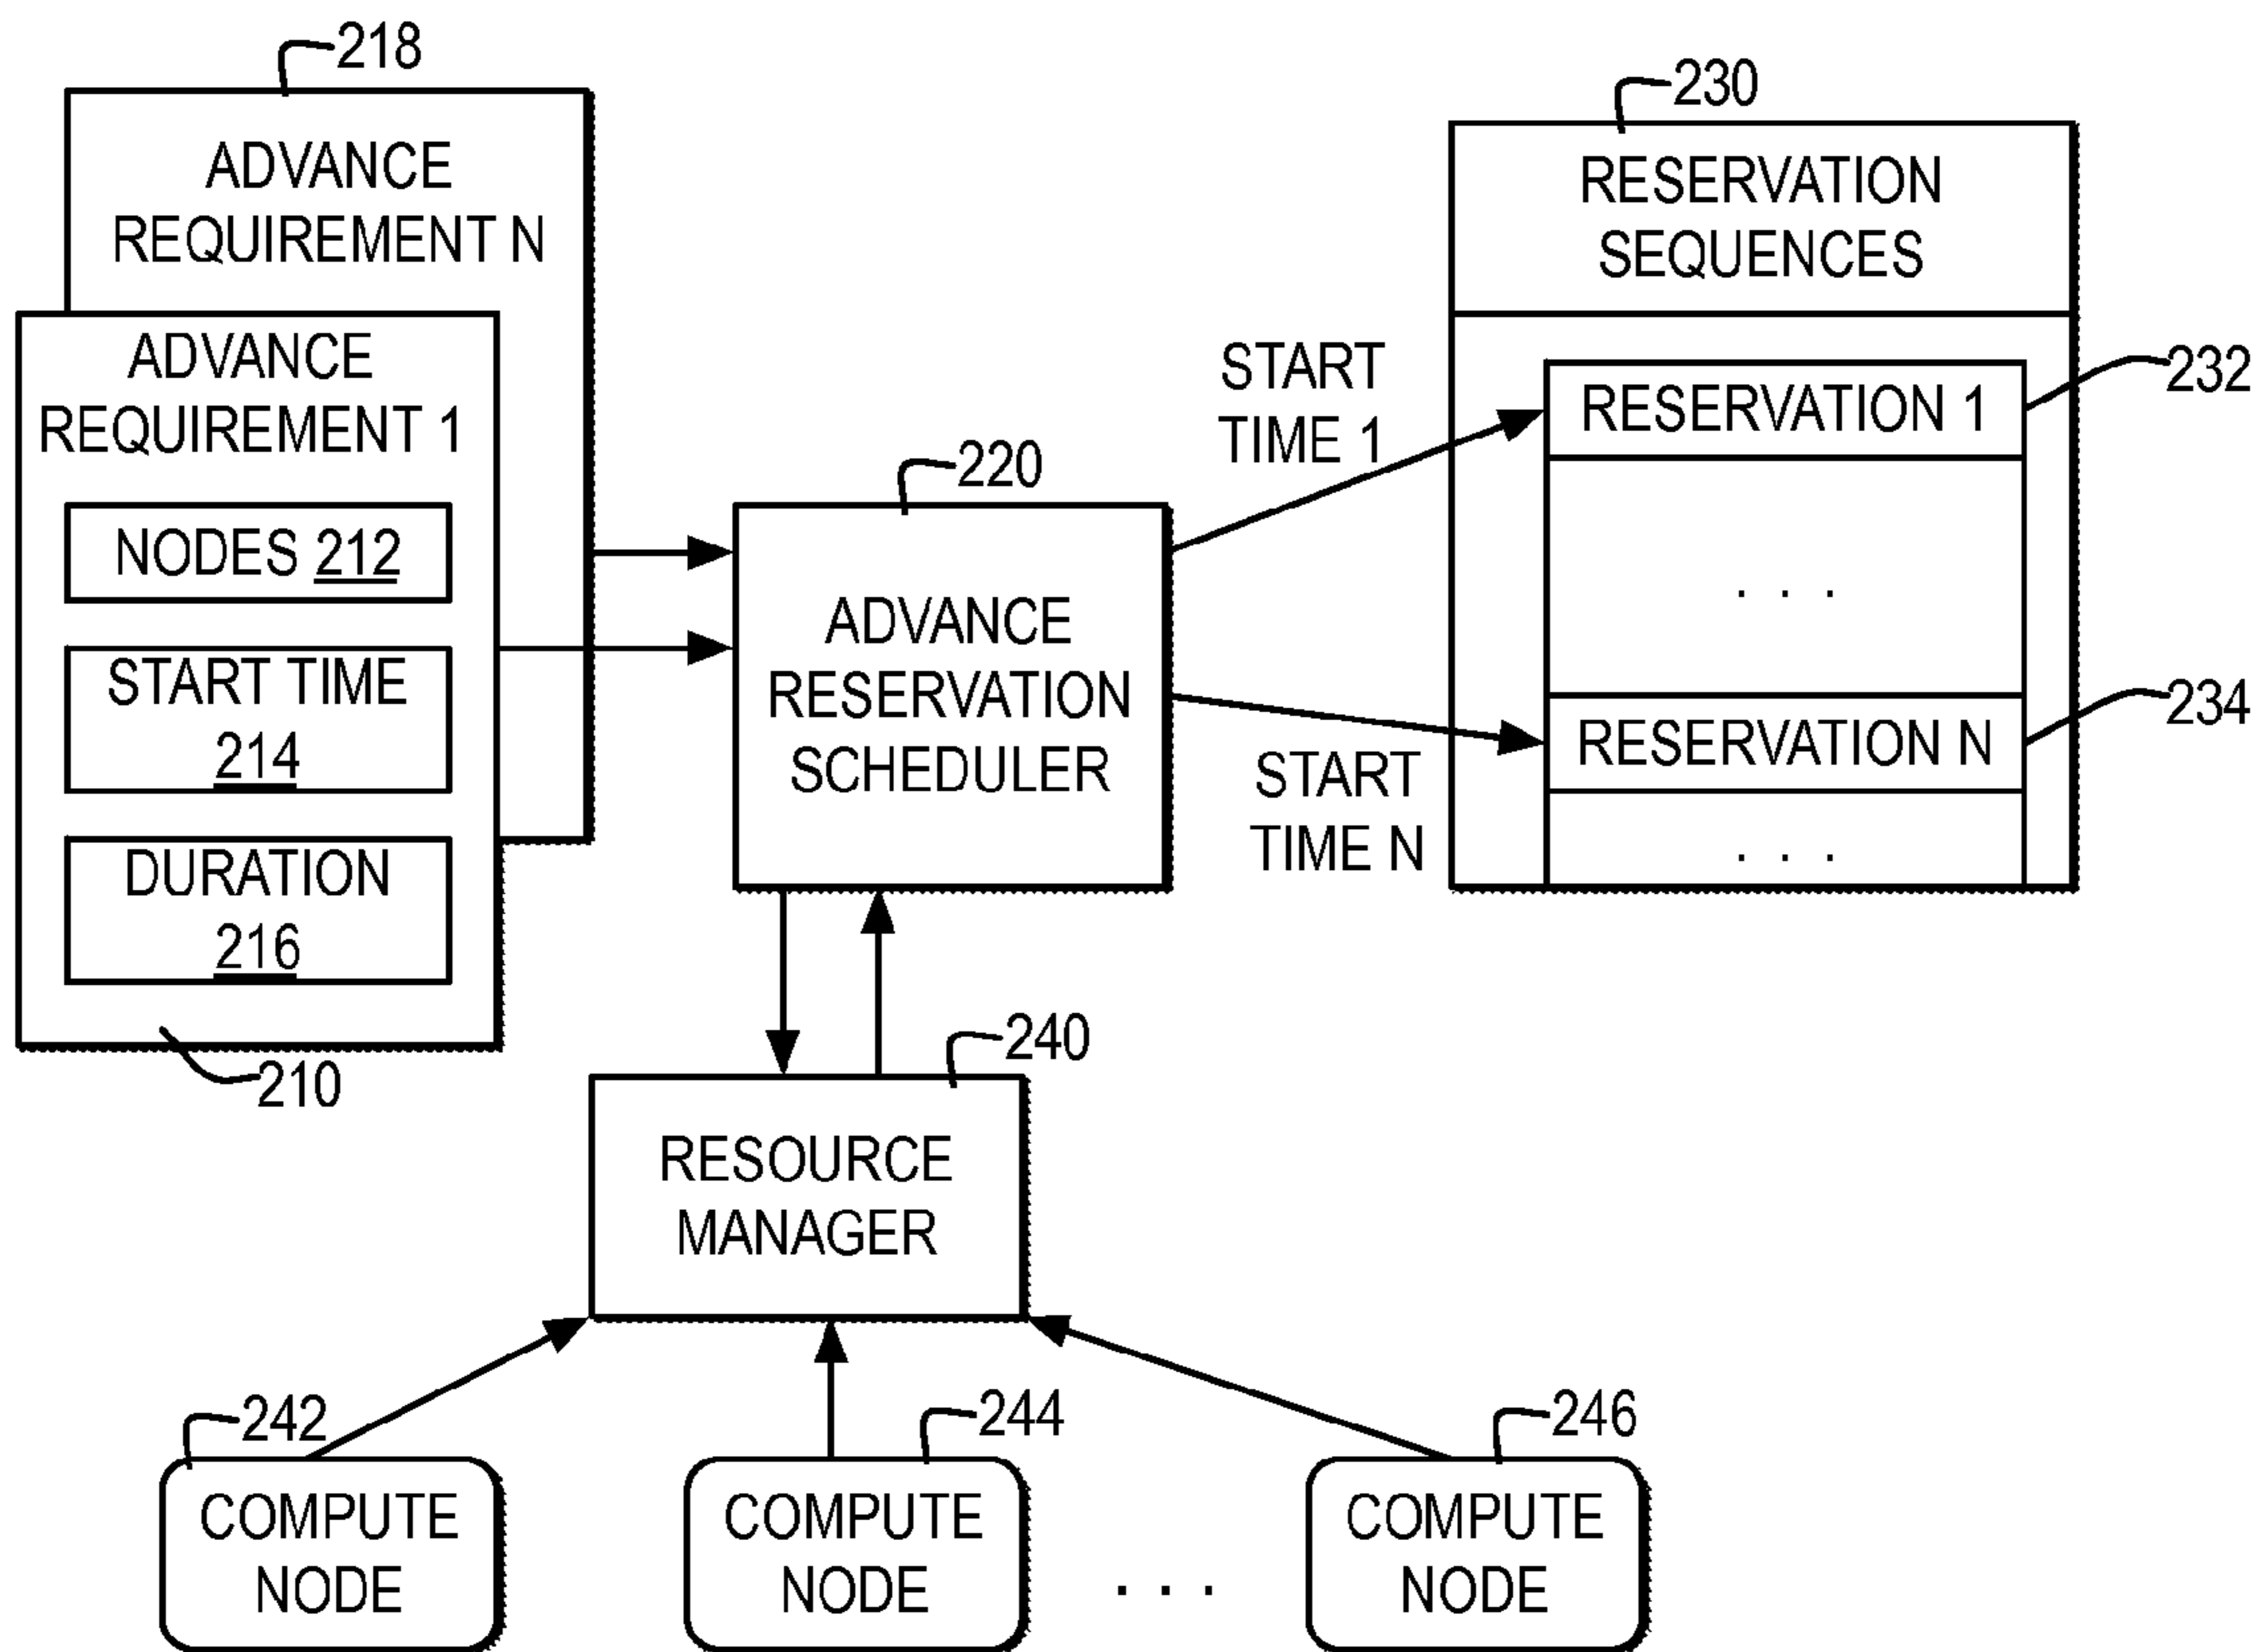 218
ADVANCE
REQUIREMENT N
ADVANCE
REQUIREMENT 1
NODES 212
START TIME
214
DURATION
216
210
220
ADVANCE
RESERVATION
SCHEDULER
START
TIME 1
START
TIME N
230
RESERVATION
SEQUENCES
RESERVATION 1
232
. . .
RESERVATION N
234
. . .
240
RESOURCE
MANAGER
242
COMPUTE
NODE
244
COMPUTE
NODE
. . .
246
COMPUTE
NODE